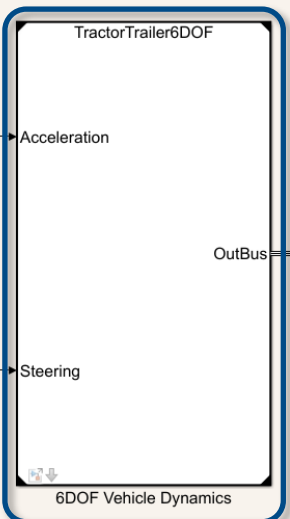 TractorTrailer6DOF
Acceleration
OutBus
Steering
6DOF Vehicle Dynamics